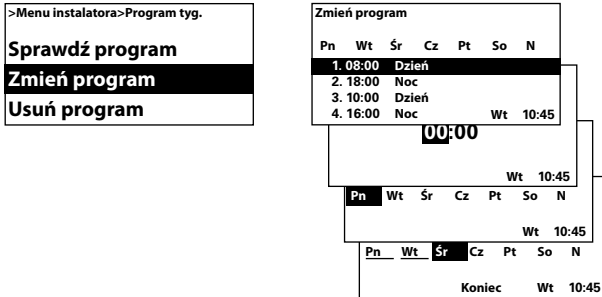 >Menu instalatora>Program tyg.
Sprawdź program
Zmień program
Usuń program
Zmień program
Pn Wt Śr Cz Pt So N
1. 08:00 Dzień
2. 18:00 Noc
3. 10:00 Dzień
4. 16:00 Noc Wt 10:45
00:00
Wt 10:45
Pn Wt Śr Cz Pt So N
Wt 10:45
Pn Wt Śr Cz Pt So N
Koniec Wt 10:45